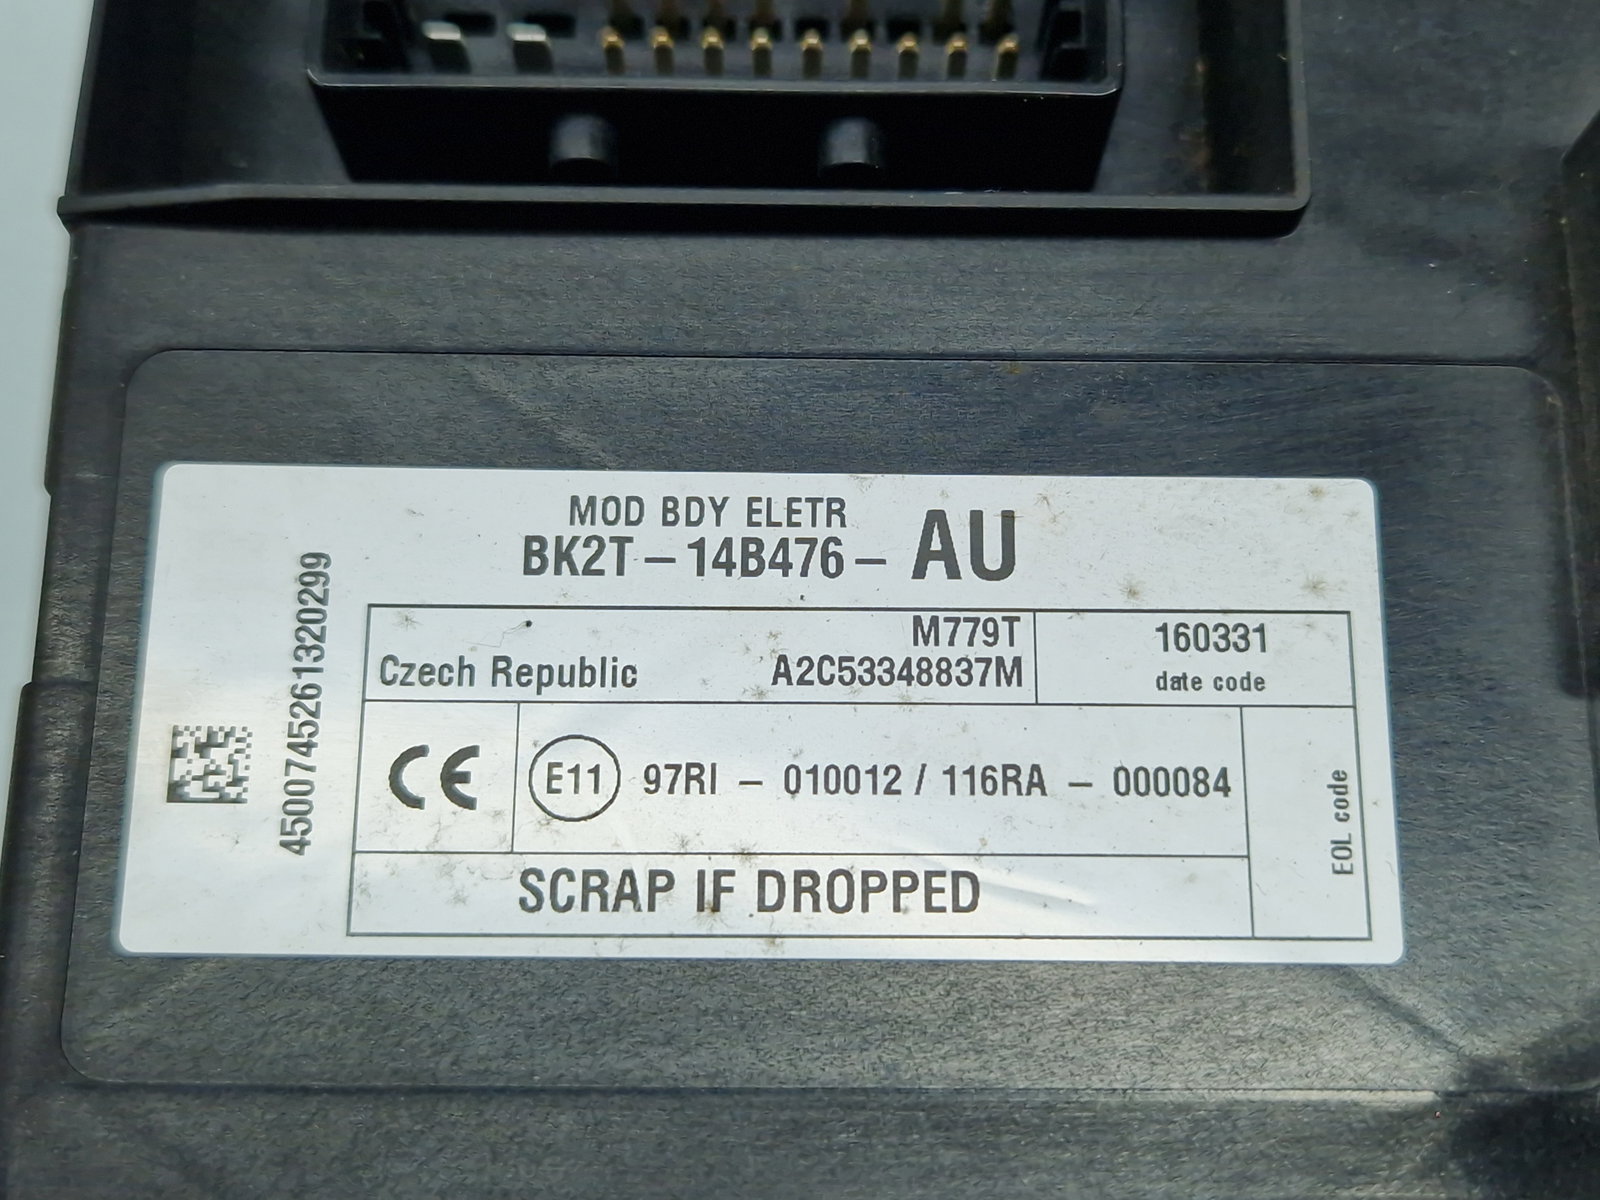 MOD BDY ELETR
BK2T - 14B476 - AU
M779T
Czech Republic A2C53348837M
160331
date code
CE
E11 97RI - 010012 / 116RA - 000084
SCRAP IF DROPPED
EOL code
4500745261320299